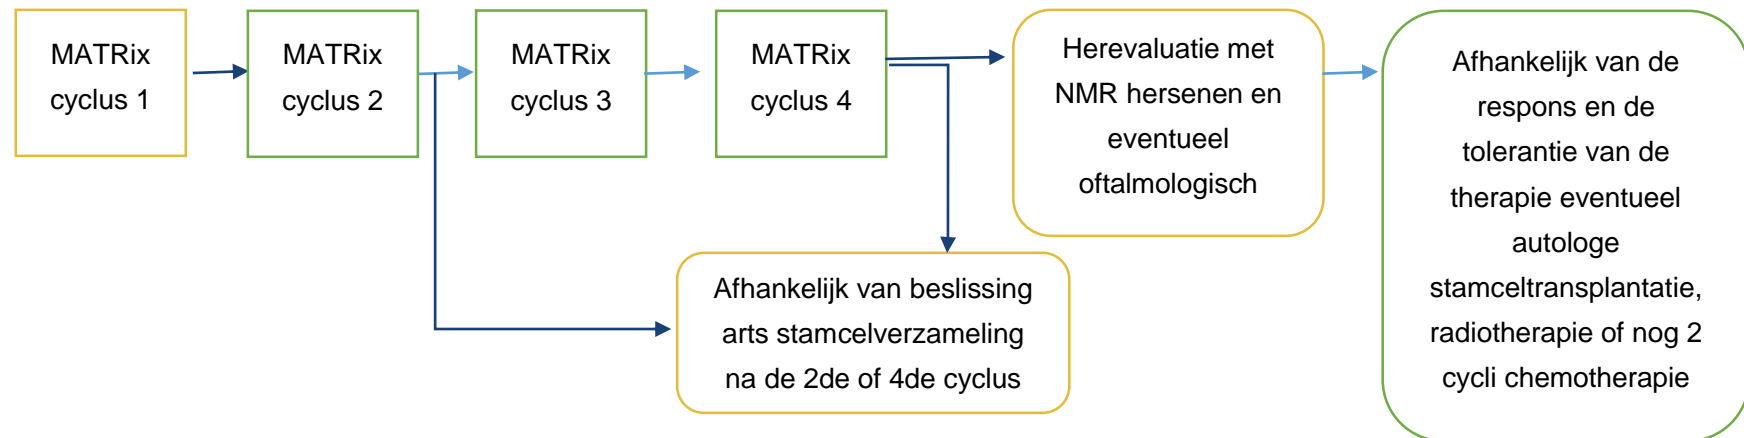 MATRix
cyclus 1
MATRix
cyclus 2
MATRix
cyclus 3
MATRix
cyclus 4
Herevaluatie met
NMR hersenen en
eventueel
oftalmologisch
Afhankelijk van de
respons en de
tolerantie van de
therapie eventueel
autologe
stamceltransplantatie,
radiotherapie of nog 2
cycli chemotherapie
Afhankelijk van beslissing
arts stamcelverzameling
na de 2de of 4de cyclus